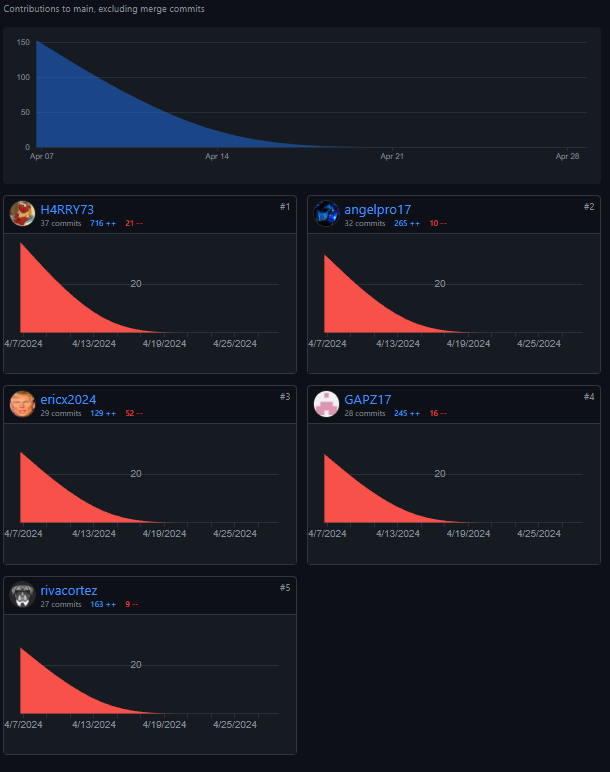 Contributions to main, excluding merge commits
150
100
50
0
Apr 07 Apr 14 Apr 21 Apr 28
H4RRY73 #1
37 commits 716 ++ 21 --
20
4/7/2024 4/13/2024 4/19/2024 4/25/2024
angelpro17 #2
32 commits 265 ++ 10 --
20
4/7/2024 4/13/2024 4/19/2024 4/25/2024
ericx2024 #3
29 commits 129 ++ 52 --
20
4/7/2024 4/13/2024 4/19/2024 4/25/2024
GAPZ17 #4
28 commits 245 ++ 16 --
20
4/7/2024 4/13/2024 4/19/2024 4/25/2024
rivacortez #5
27 commits 163 ++ 9 --
20
4/7/2024 4/13/2024 4/19/2024 4/25/2024